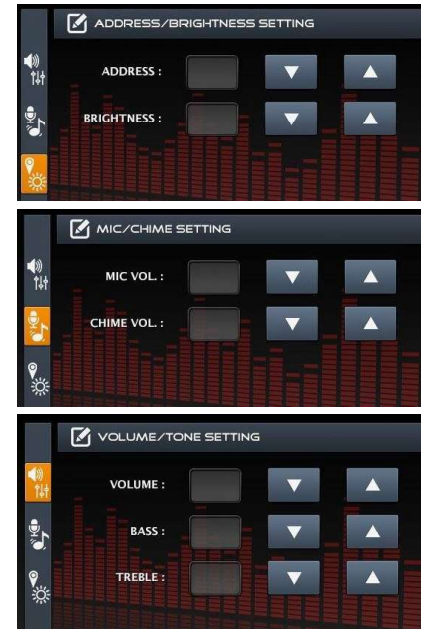 ADDRESS/BRIGHTNESS SETTING
ADDRESS :
BRIGHTNESS :
MIC/CHIME SETTING
MIC VOL. :
CHIME VOL. :
VOLUME/TONE SETTING
VOLUME :
BASS :
TREBLE :